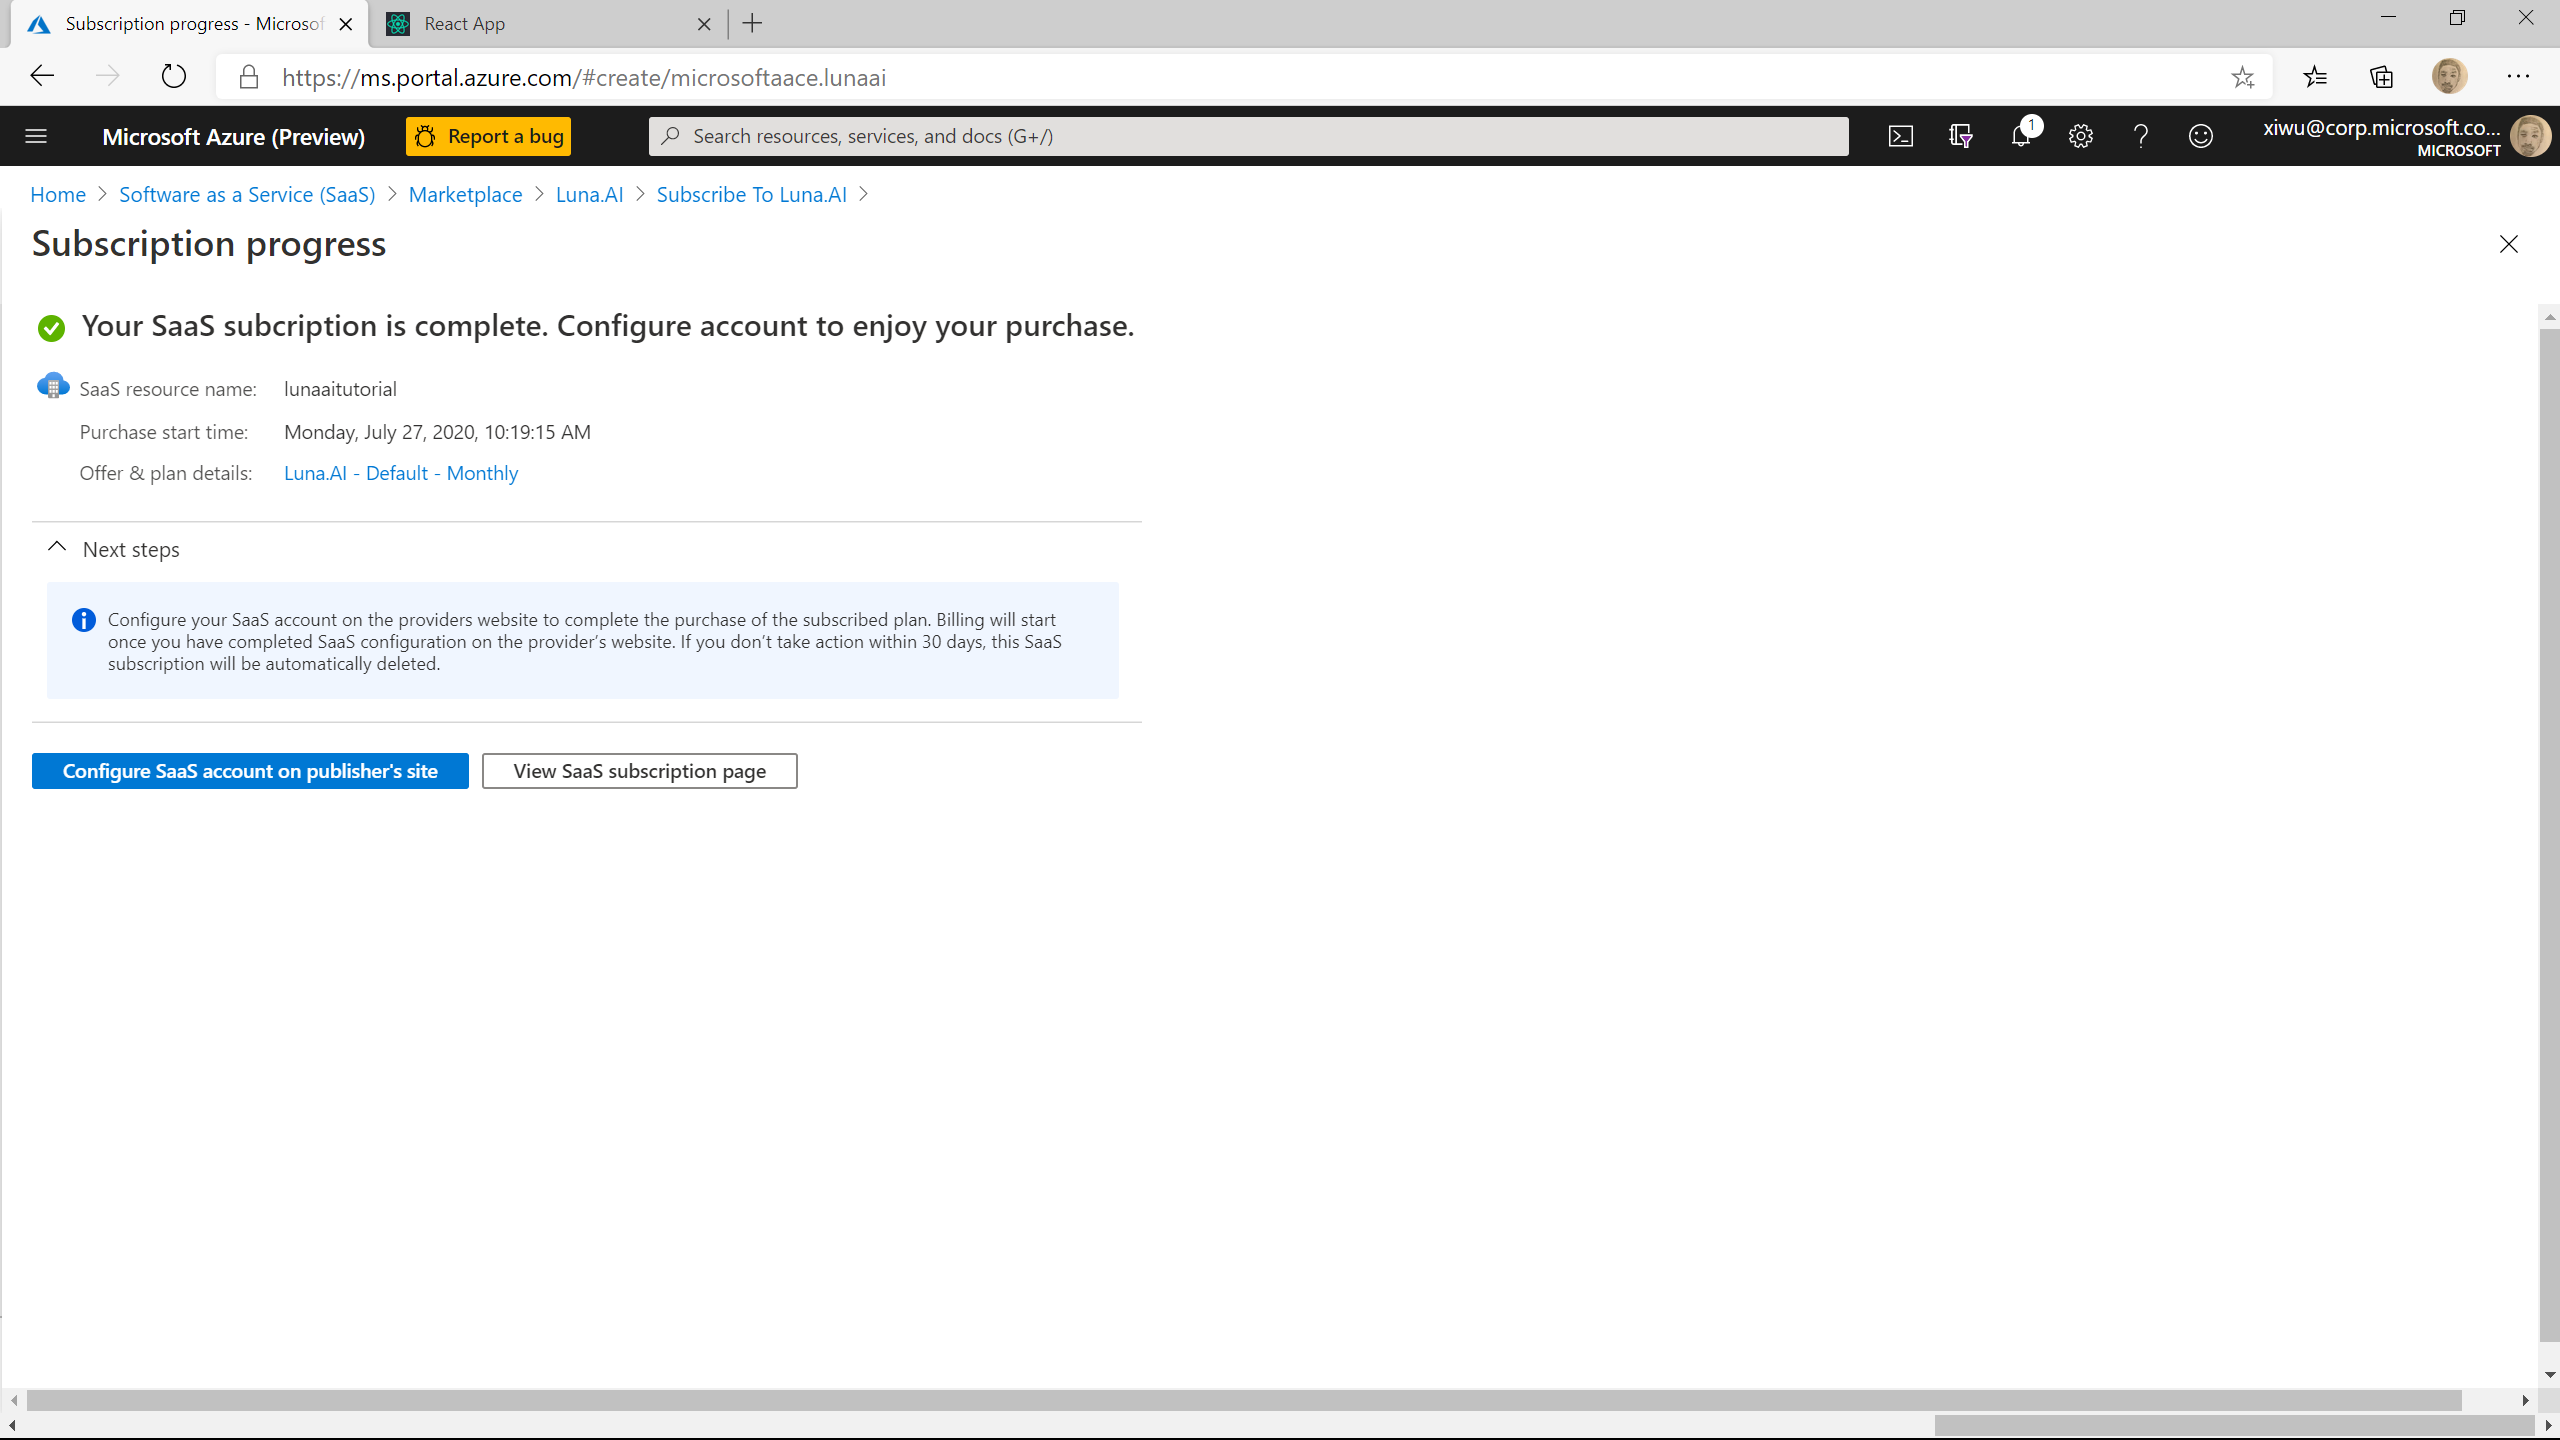 Subscription progress - Microsof
React App
https://ms.portal.azure.com/#create/microsoftaace.lunaai
Microsoft Azure (Preview)
Report a bug
Search resources, services, and docs (G+/)
1
xiwu@corp.microsoft.co...
MICROSOFT
Home > Software as a Service (SaaS) > Marketplace > Luna.AI > Subscribe To Luna.AI >
Subscription progress
Your SaaS subcription is complete. Configure account to enjoy your purchase.
SaaS resource name: lunaaitutorial
Purchase start time: Monday, July 27, 2020, 10:19:15 AM
Offer & plan details: Luna.AI - Default - Monthly
Next steps
Configure your SaaS account on the providers website to complete the purchase of the subscribed plan. Billing will start
once you have completed SaaS configuration on the provider’s website. If you don’t take action within 30 days, this SaaS
subscription will be automatically deleted.
Configure SaaS account on publisher's site
View SaaS subscription page